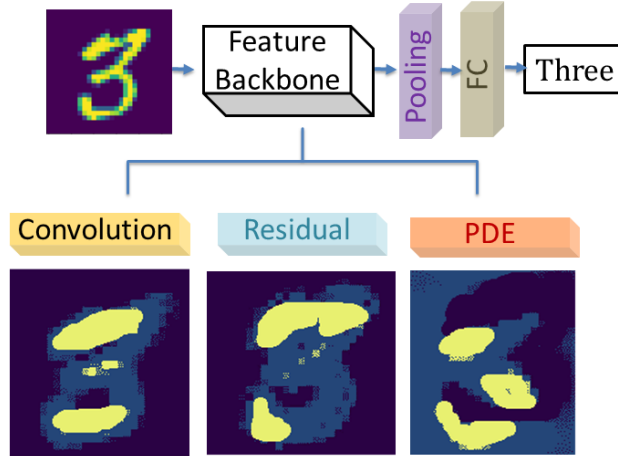 Feature
Backbone
Pooling
FC
Three
Convolution
Residual
PDE